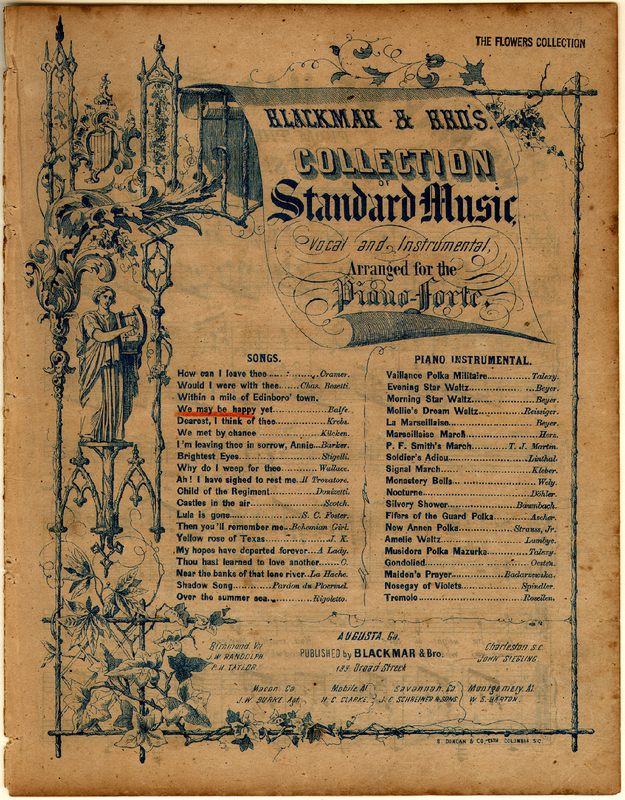 THE FLOWERS COLLECTION
BLACKMAR & BRO'S.
COLLECTION
OF
Standard Music,
Vocal and Instrumental,
Arranged for the
Piano-Forte.
SONGS.
How can I leave thee.....Cramer.
Would I were with thee......Chas. Bosetti.
Within a mile of Edinboro' town.
We may be happy yet.....Balfe.
Dearest, I think of thee.....Krebs.
We met by chance.....Kücken.
I'm leaving thee in sorrow, Annie...Barker.
Brightest Eyes.....Stigelli.
Why do I weep for thee.....Wallace.
Ah! I have sighed to rest me..Il Trovatore.
Child of the Regiment.....Donizetti.
Castles in the air.....Scotch.
Lula is gone.....S. C. Foster.
Then you'll remember me...Bohemian Girl.
Yellow rose of Texas.....J. K.
My hopes have departed forever...A Lady.
Thou hast learned to love another.....C.
Near the banks of that lone river..La Hache.
Shadow Song.....Pardon du Ploermel.
Over the summer sea.....Rigoletto.
PIANO INSTRUMENTAL.
Vaillance Polka Militaire.....Talexy.
Evening Star Waltz.....Beyer.
Morning Star Waltz.....Beyer.
Mollie's Dream Waltz.....Reissiger.
La Marseillaise.....Beyer.
Marseillaise March.....Herz.
P. F. Smith's March.....T. J. Martin.
Soldier's Adieu.....Linthal.
Signal March.....Kleber.
Monastery Bells.....Wely.
Nocturne.....Döhler.
Silvery Shower.....Baumbach.
Fifers of the Guard Polka.....Ascher.
New Annen Polka.....Strauss, Jr.
Amelie Waltz.....Lumbye.
Musidora Polka Mazurka.....Talexy.
Gondolied.....Oesten.
Maiden's Prayer.....Badarzewska.
Nosegay of Violets.....Spindler.
Tremolo.....Rosellen.
AUGUSTA, Ga.
PUBLISHED by BLACKMAR & Bro:
199 Broad Street
Richmond Va
J. W. RANDOLPH.
P. H. TAYLOR.
Charleston, S.C.
JOHN SIEGLING
Macon. Ga
J. W. BURKE Agt.
Mobile. Al
H. C. CLARKE.
Savannah, Ga
J. C. SCHREINER & SONS
Montgomery. Al
W. S. BARTON.
B. DUNCAN & CO, LITH. COLUMBIA, S.C.